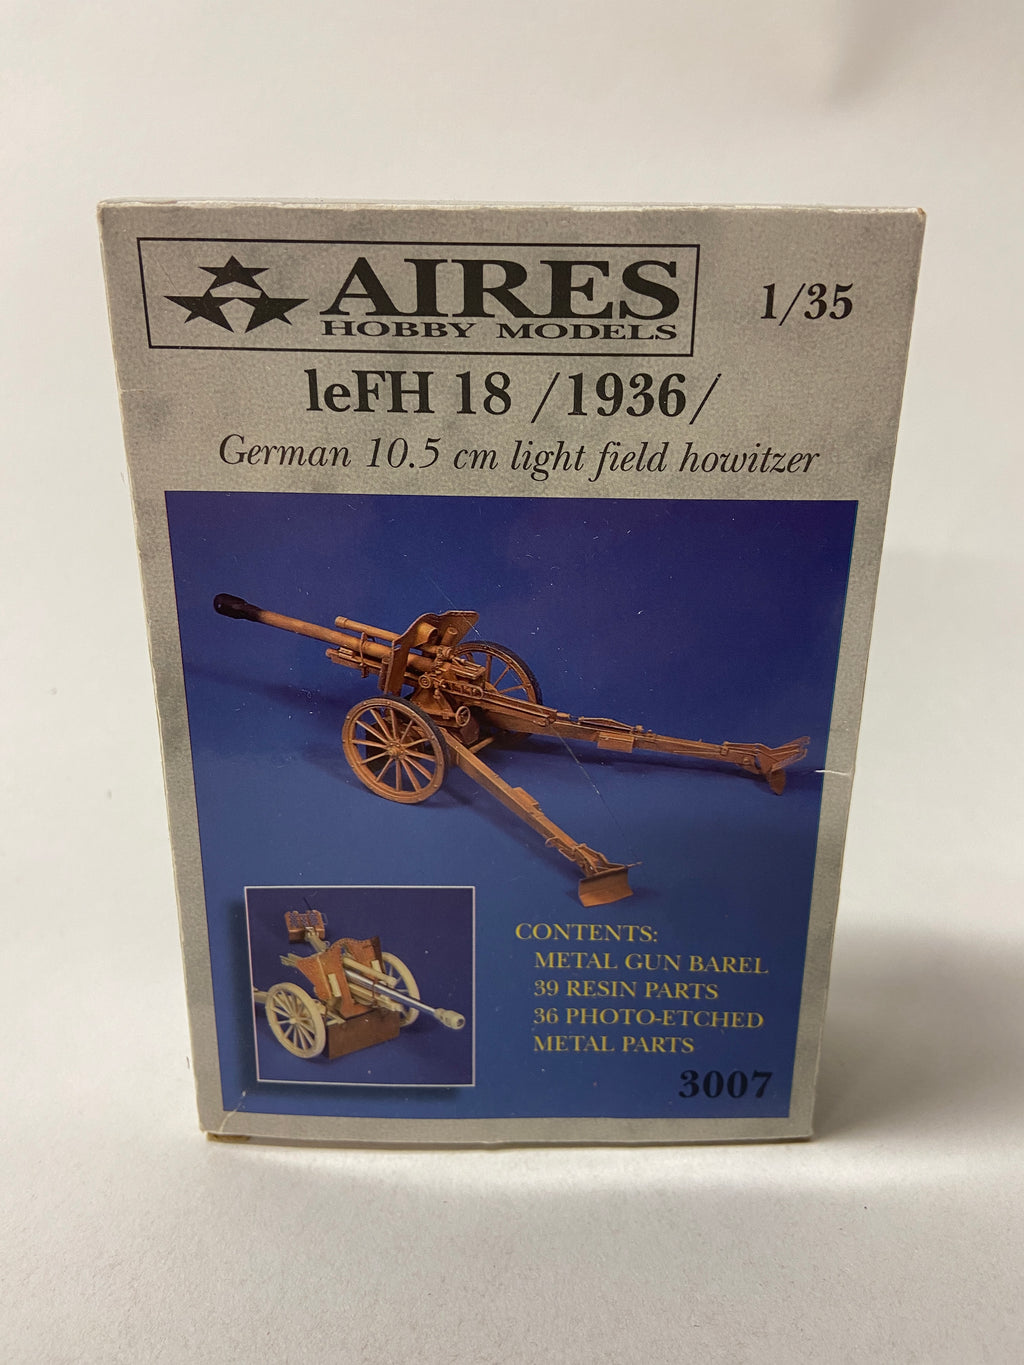 AIRES
HOBBY MODELS
1/35
leFH 18 /1936/
German 10.5 cm light field howitzer
CONTENTS:
METAL GUN BAREL
39 RESIN PARTS
36 PHOTO-ETCHED
METAL PARTS
3007